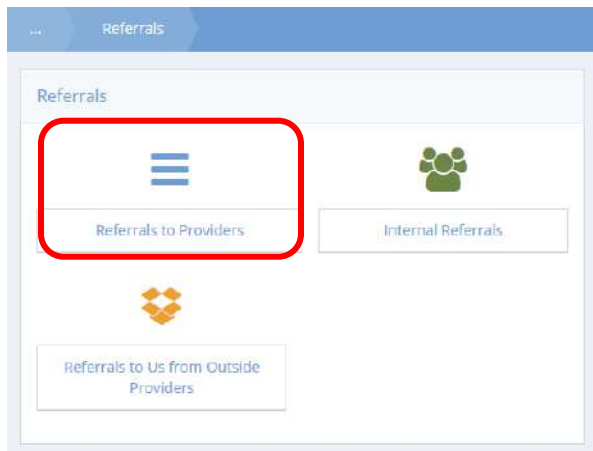 ... Referrals
Referrals
Referrals to Providers Internal Referrals
Referrals to Us from Outside
Providers